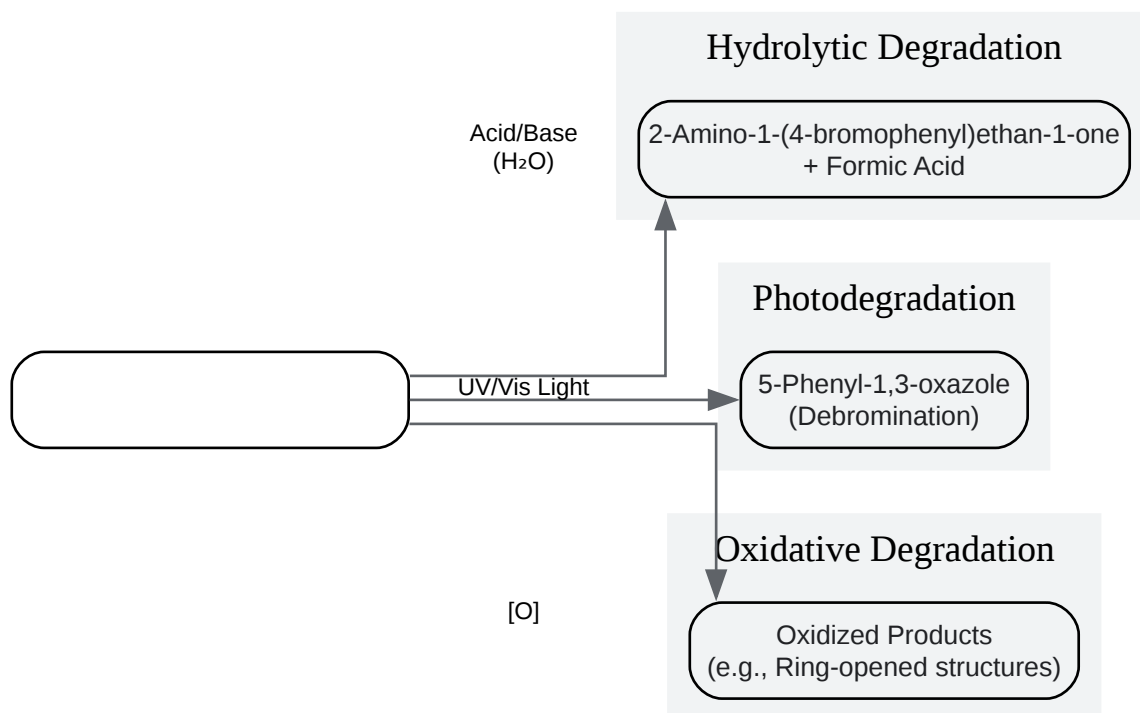 Hydrolytic Degradation
Acid/Base
(H₂O)
2-Amino-1-(4-bromophenyl)ethan-1-one
+ Formic Acid
Photodegradation
UV/Vis Light
5-Phenyl-1,3-oxazole
(Debromination)
Oxidative Degradation
[O]
Oxidized Products
(e.g., Ring-opened structures)